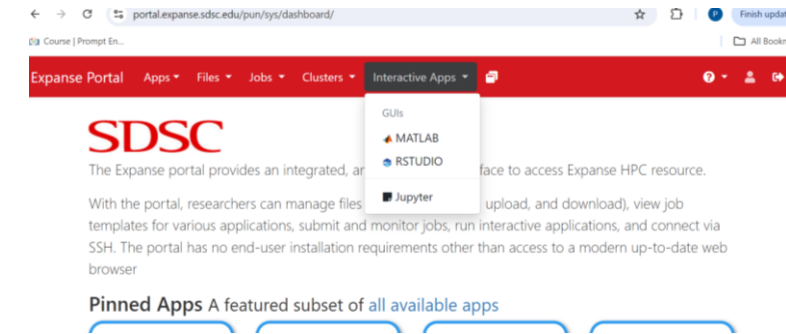 portal.expanse.sdsc.edu/pun/sys/dashboard/
P
Finish updat
Course | Prompt En...
All Bookm
Expanse Portal Apps Files Jobs Clusters Interactive Apps
GUIs
MATLAB
RSTUDIO
Jupyter
SDSC
The Expanse portal provides an integrated, an face to access Expanse HPC resource.
With the portal, researchers can manage files upload, and download), view job
templates for various applications, submit and monitor jobs, run interactive applications, and connect via
SSH. The portal has no end-user installation requirements other than access to a modern up-to-date web
browser
Pinned Apps A featured subset of all available apps